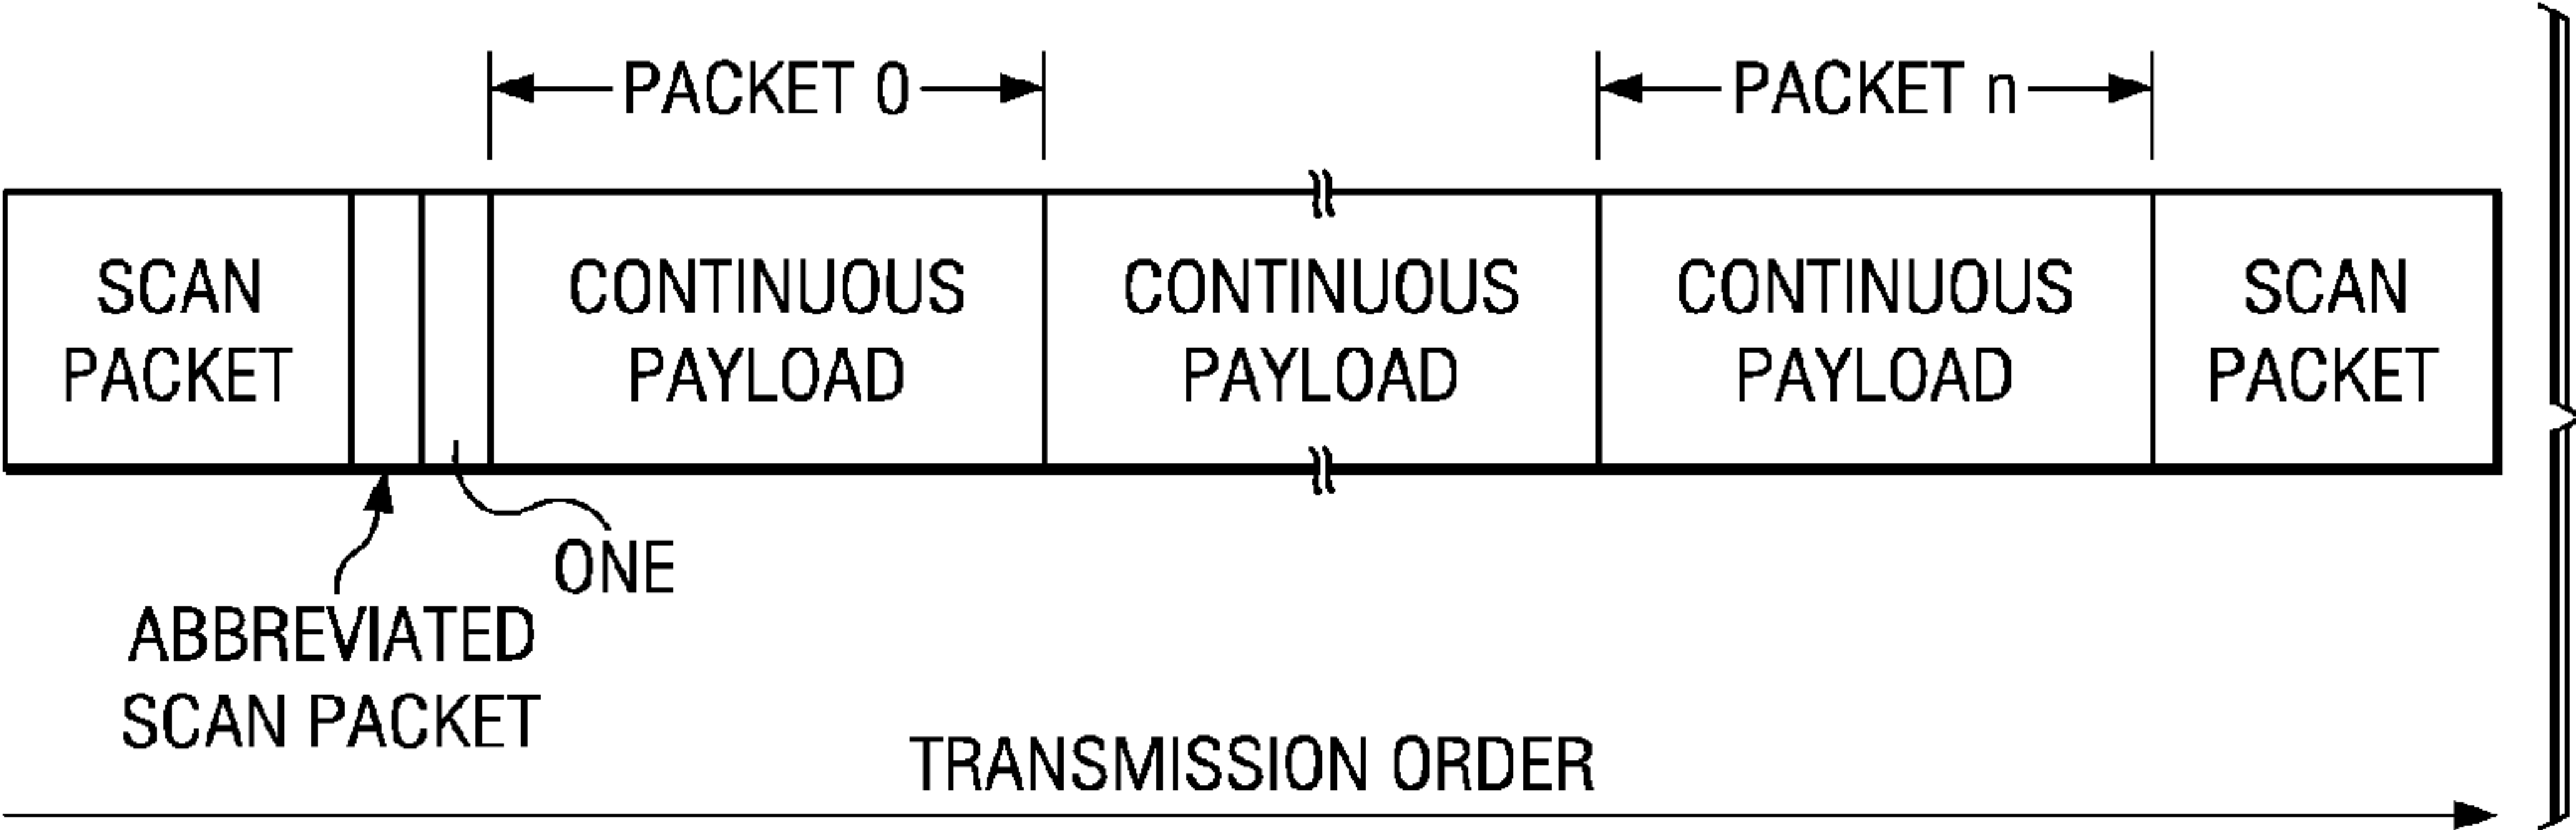 PACKET 0
PACKET n
SCAN
PACKET
CONTINUOUS
PAYLOAD
CONTINUOUS
PAYLOAD
CONTINUOUS
PAYLOAD
SCAN
PACKET
ONE
ABBREVIATED
SCAN PACKET
TRANSMISSION ORDER